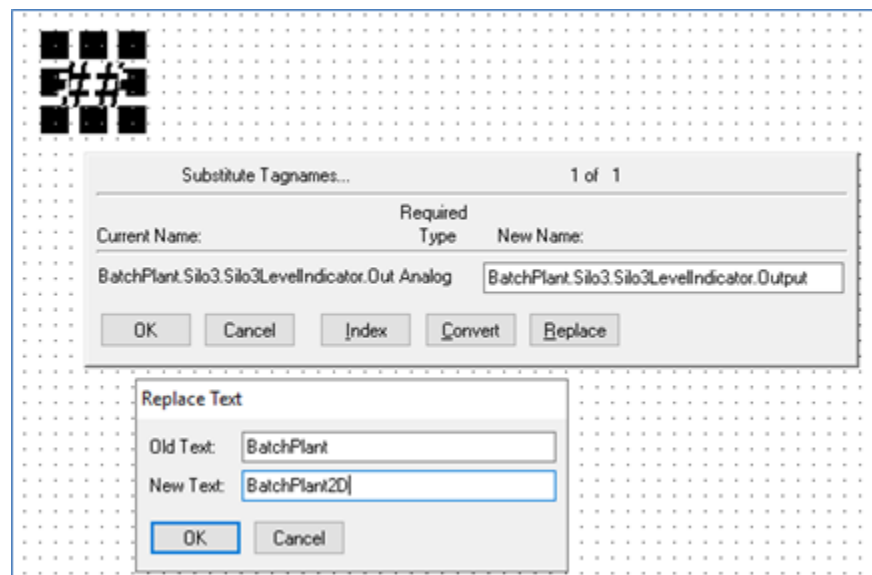 ##
Substitute Tagnames... 1 of 1
Required
Current Name: Type New Name:
BatchPlant.Silo3.Silo3LevelIndicator.Out Analog BatchPlant.Silo3.Silo3LevelIndicator.Output
OK Cancel Index Convert Replace
Replace Text
Old Text: BatchPlant
New Text: BatchPlant2D
OK Cancel